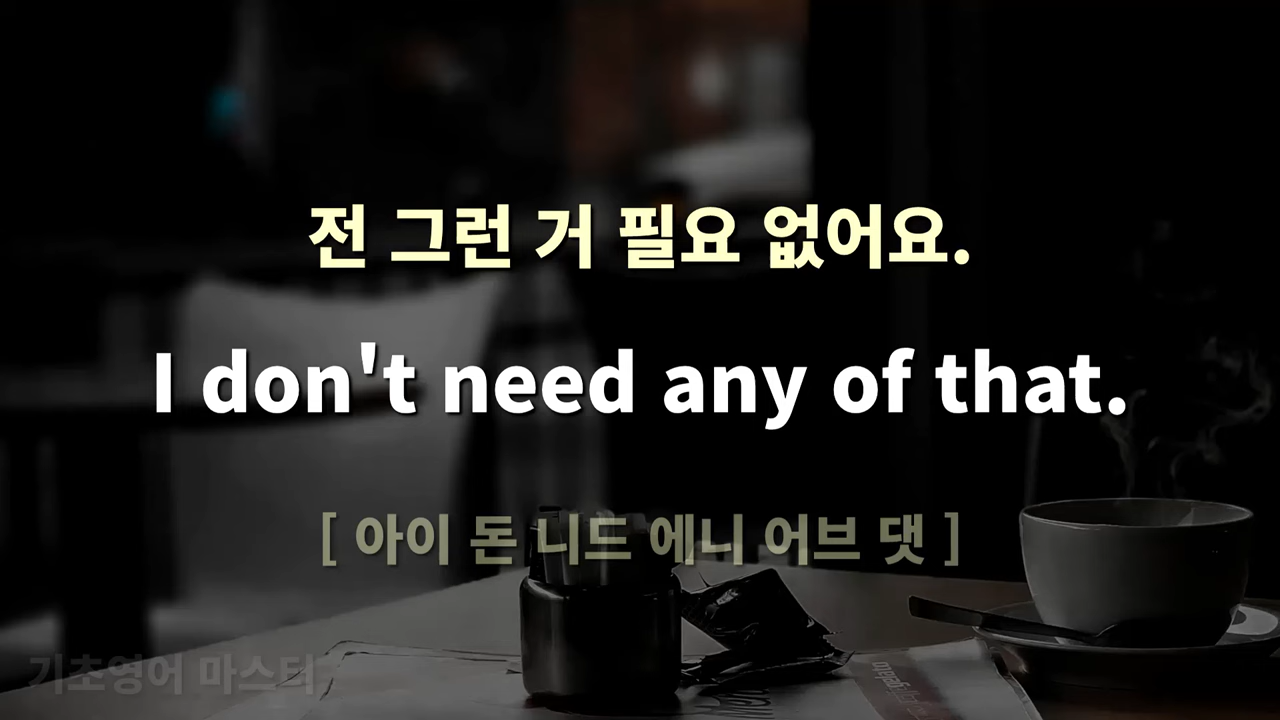 전 그런 거 필요 없어요.
I don't need any of that.
[ 아이 돈 니드 에니 어브 댓 ]
기초영어 마스터